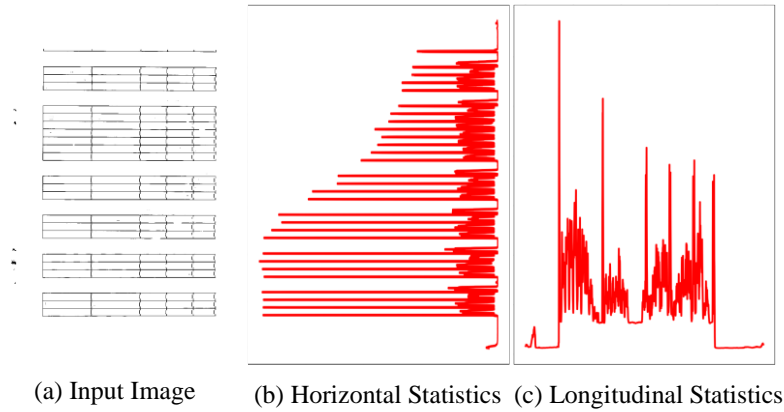 (a) Input Image
(b) Horizontal Statistics
(c) Longitudinal Statistics